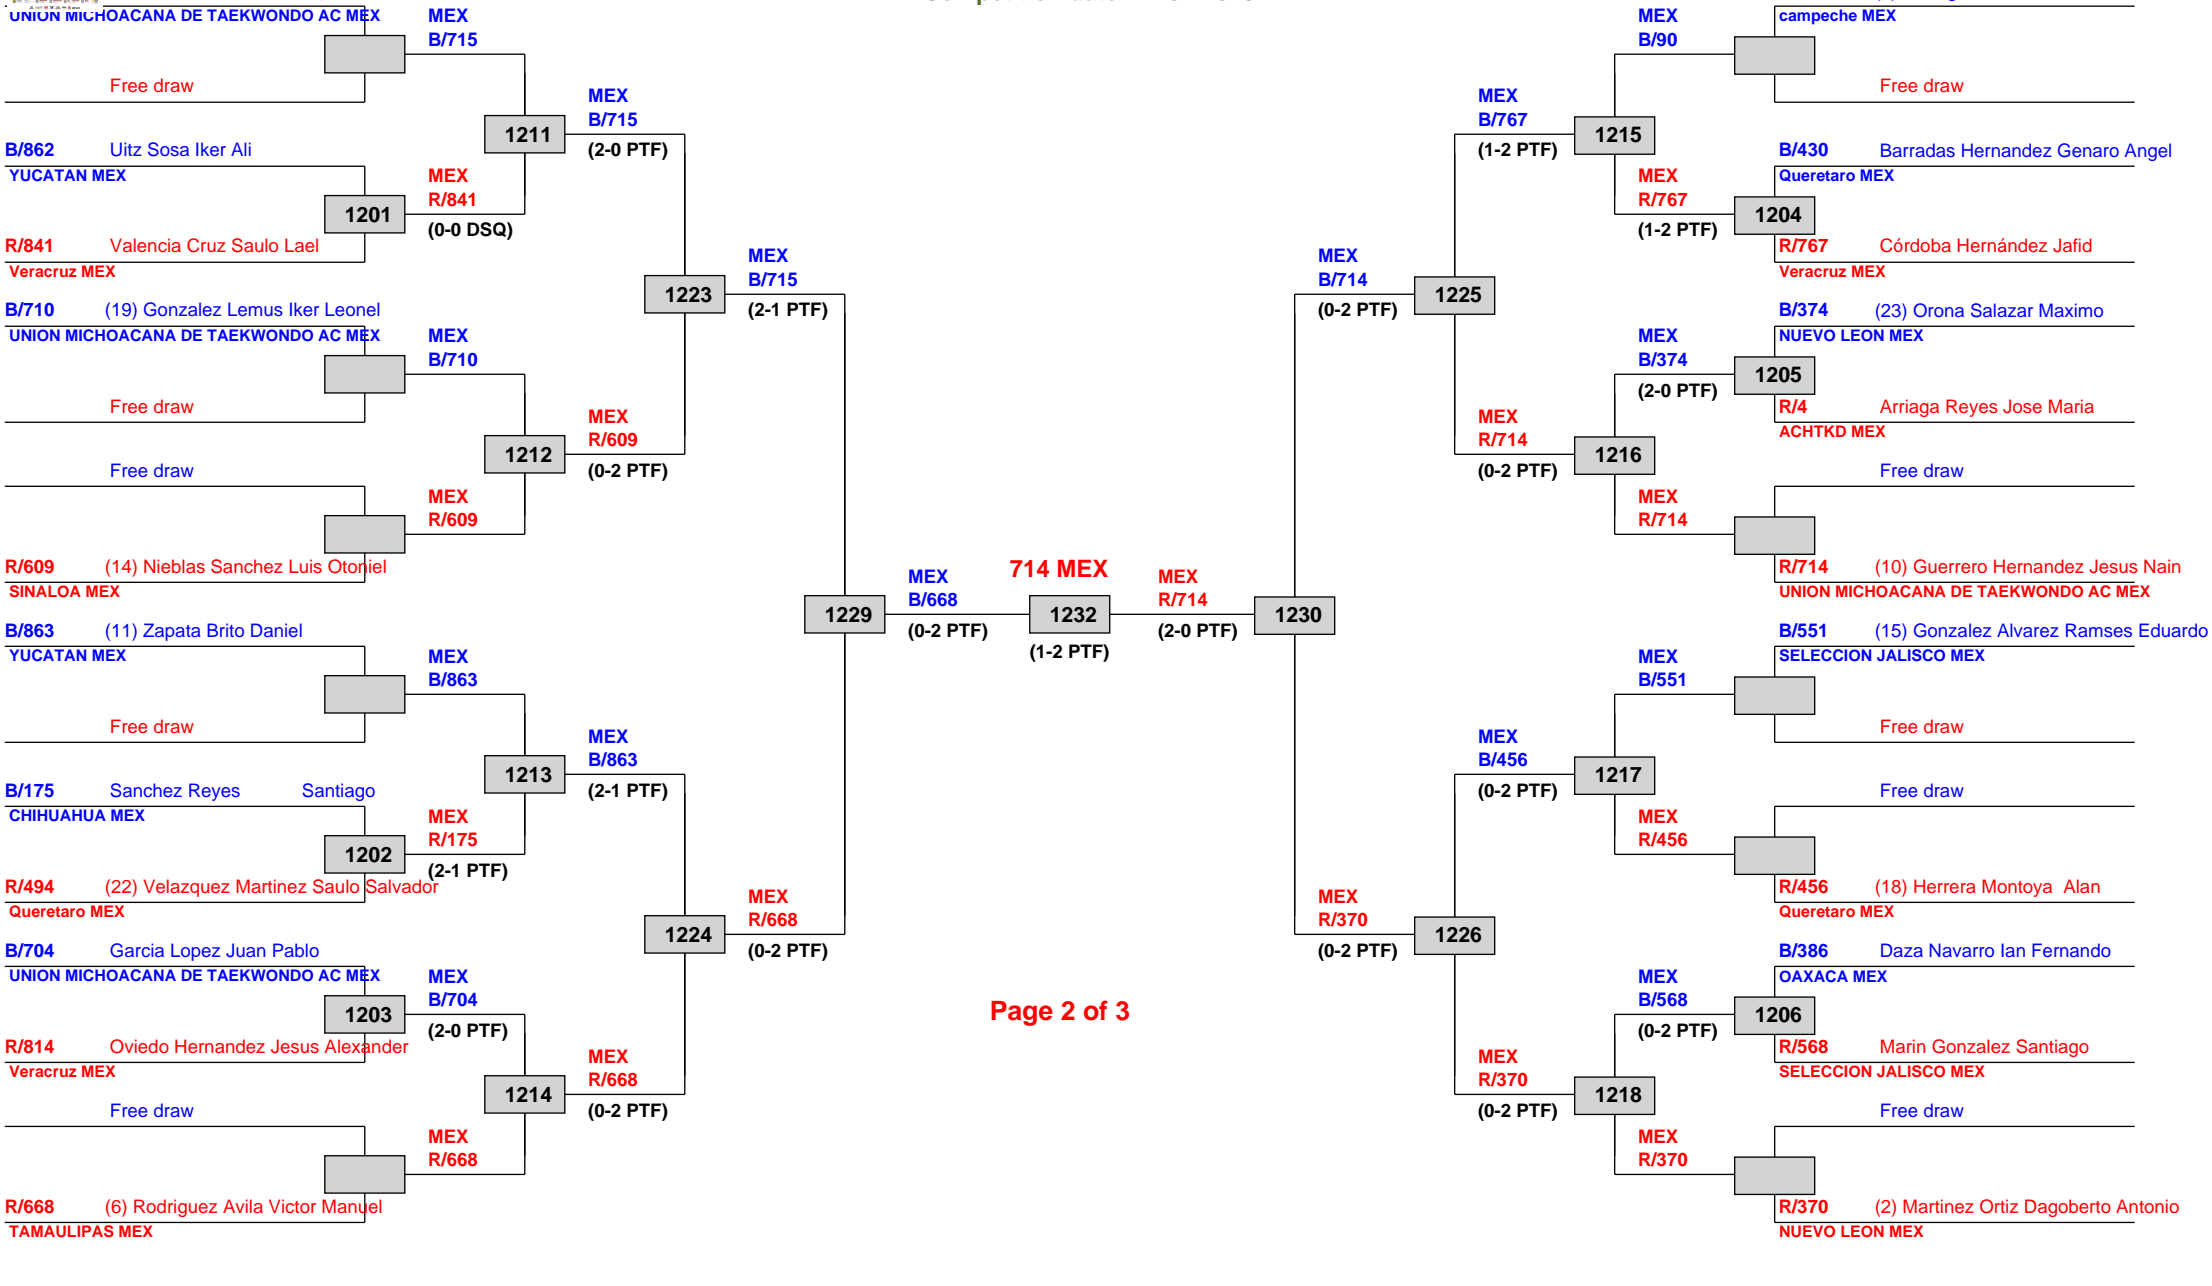 UNION MICHOACANA DE TAEKWONDO AC MEX
MEX
B/715
Free draw
MEX
B/715
1211
(2-0 PTF)
B/862 Uitz Sosa Iker Ali
YUCATAN MEX
MEX
R/841
1201
(0-0 DSQ)
R/841 Valencia Cruz Saulo Lael
Veracruz MEX
MEX
B/715
1223
(2-1 PTF)
B/710 (19) Gonzalez Lemus Iker Leonel
UNION MICHOACANA DE TAEKWONDO AC MEX
MEX
B/710
Free draw
MEX
R/609
1212
(0-2 PTF)
Free draw
MEX
R/609
R/609 (14) Nieblas Sanchez Luis Otoniel
SINALOA MEX
1229
MEX
B/668
(0-2 PTF)
B/863 (11) Zapata Brito Daniel
YUCATAN MEX
MEX
B/863
Free draw
MEX
B/863
1213
(2-1 PTF)
B/175 Sanchez Reyes Santiago
CHIHUAHUA MEX
MEX
R/175
1202
(2-1 PTF)
R/494 (22) Velazquez Martinez Saulo Salvador
Queretaro MEX
MEX
R/668
1224
(0-2 PTF)
B/704 Garcia Lopez Juan Pablo
UNION MICHOACANA DE TAEKWONDO AC MEX
MEX
B/704
1203
(2-0 PTF)
R/814 Oviedo Hernandez Jesus Alexander
Veracruz MEX
MEX
R/668
1214
(0-2 PTF)
Free draw
MEX
R/668
R/668 (6) Rodriguez Avila Victor Manuel
TAMAULIPAS MEX
714 MEX
1232
(1-2 PTF)
Page 2 of 3
MEX
R/714
1230
(2-0 PTF)
campeche MEX
MEX
B/90
Free draw
MEX
B/767
1215
(1-2 PTF)
B/430 Barradas Hernandez Genaro Angel
Queretaro MEX
MEX
R/767
1204
(1-2 PTF)
R/767 Córdoba Hernández Jafid
Veracruz MEX
MEX
B/714
1225
(0-2 PTF)
B/374 (23) Orona Salazar Maximo
NUEVO LEON MEX
MEX
B/374
1205
(2-0 PTF)
R/4 Arriaga Reyes Jose Maria
ACHTKD MEX
MEX
R/714
1216
(0-2 PTF)
Free draw
MEX
R/714
R/714 (10) Guerrero Hernandez Jesus Nain
UNION MICHOACANA DE TAEKWONDO AC MEX
B/551 (15) Gonzalez Alvarez Ramses Eduardo
SELECCION JALISCO MEX
MEX
B/551
Free draw
MEX
B/456
1217
(0-2 PTF)
Free draw
MEX
R/456
R/456 (18) Herrera Montoya Alan
Queretaro MEX
MEX
R/370
1226
(0-2 PTF)
B/386 Daza Navarro Ian Fernando
OAXACA MEX
MEX
B/568
1206
(0-2 PTF)
R/568 Marin Gonzalez Santiago
SELECCION JALISCO MEX
MEX
R/370
1218
(0-2 PTF)
Free draw
MEX
R/370
R/370 (2) Martinez Ortiz Dagoberto Antonio
NUEVO LEON MEX